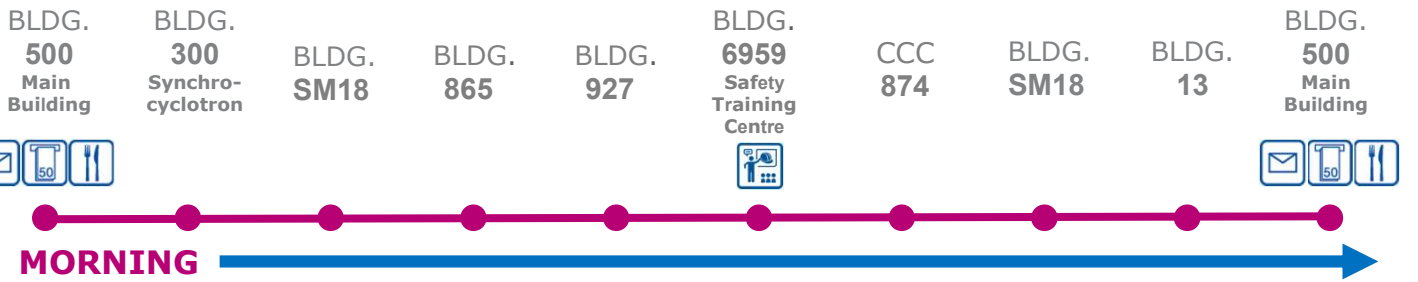 BLDG.
500
Main
Building
50
BLDG.
300
Synchro-
cyclotron
BLDG.
SM18
BLDG.
865
BLDG.
927
BLDG.
6959
Safety
Training
Centre
CCC
874
BLDG.
SM18
BLDG.
13
BLDG.
500
Main
Building
50
MORNING